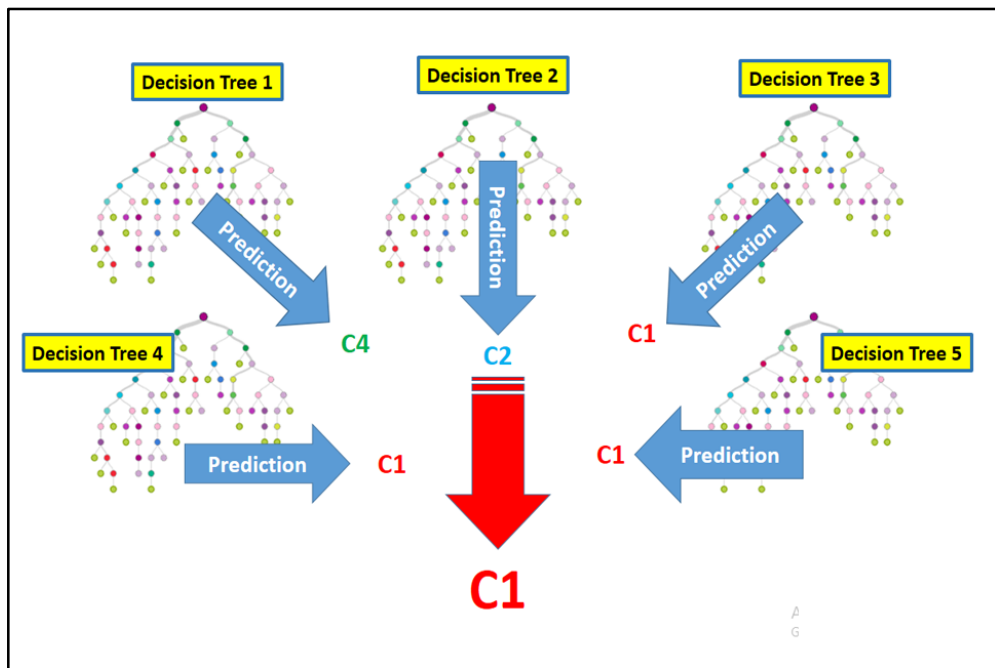 Decision Tree 1
Decision Tree 2
Decision Tree 3
Prediction
Prediction
Prediction
C4
C2
C1
Decision Tree 4
Decision Tree 5
Prediction
C1
C1
Prediction
C1
A
G